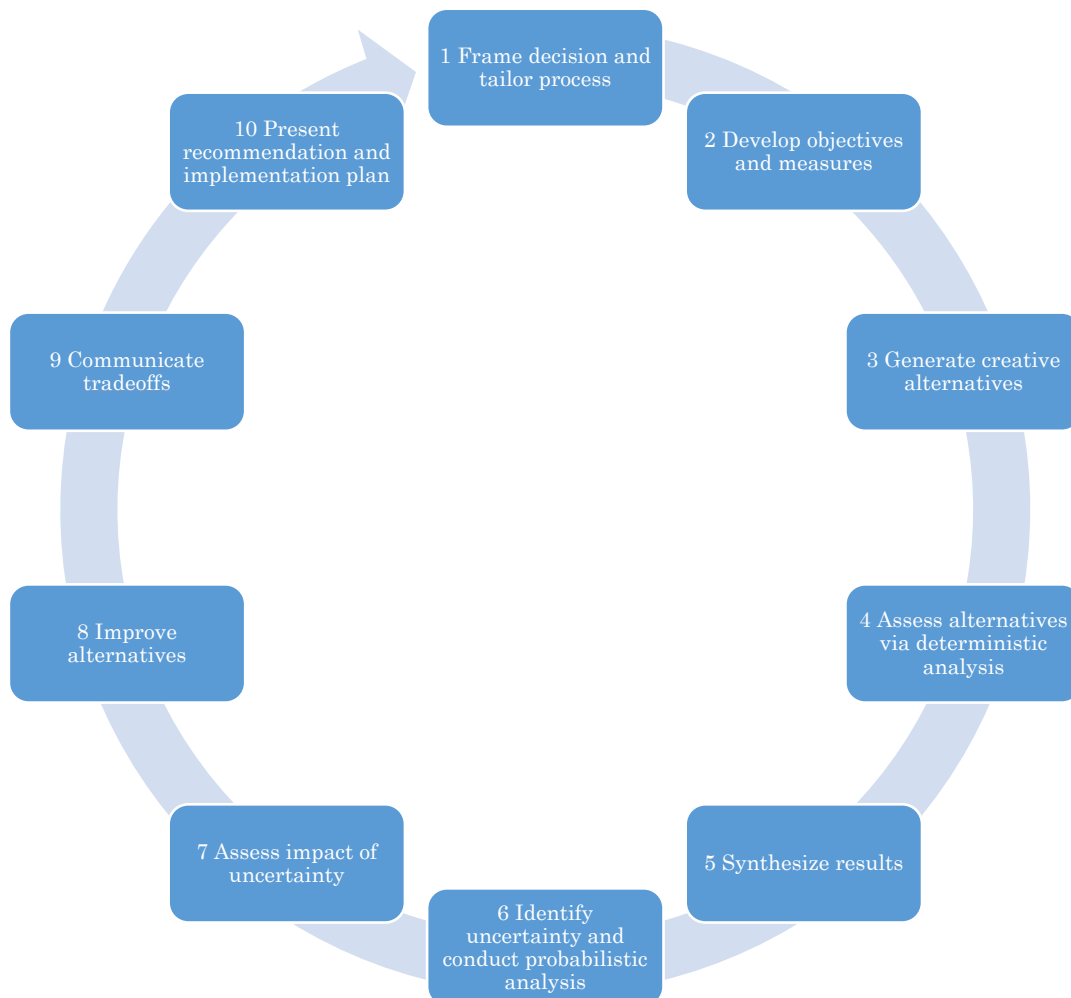 1 Frame decision and
tailor process
2 Develop objectives
and measures
3 Generate creative
alternatives
4 Assess alternatives
via deterministic
analysis
5 Synthesize results
6 Identify
uncertainty and
conduct probabilistic
analysis
7 Assess impact of
uncertainty
8 Improve
alternatives
9 Communicate
tradeoffs
10 Present
recommendation and
implementation plan